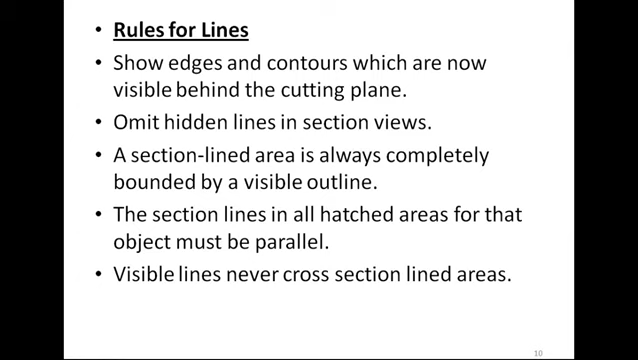 • Rules for Lines
• Show edges and contours which are now
visible behind the cutting plane.
• Omit hidden lines in section views.
• A section-lined area is always completely
bounded by a visible outline.
• The section lines in all hatched areas for that
object must be parallel.
• Visible lines never cross section lined areas.
10